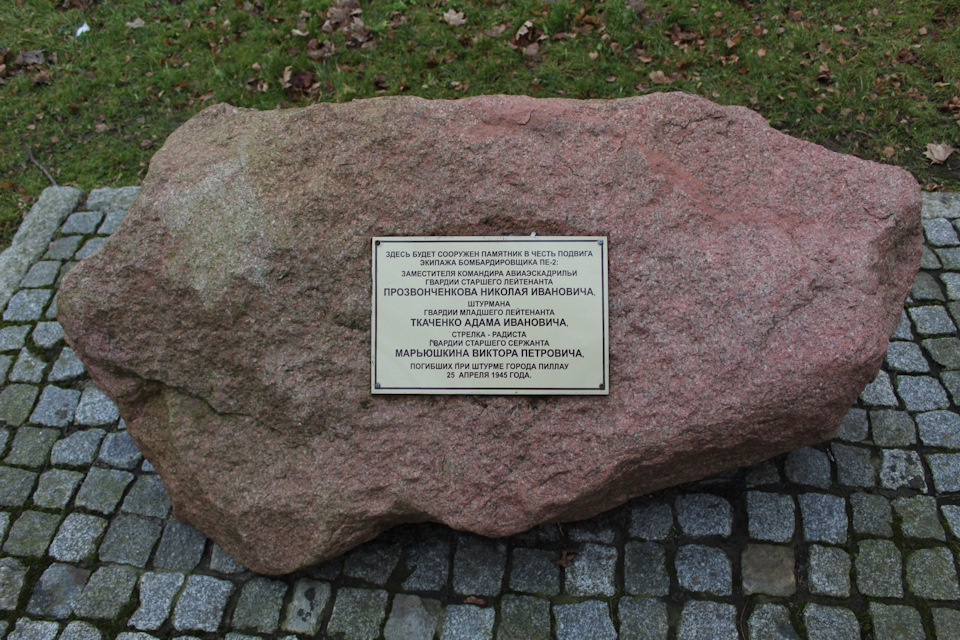 ЗДЕСЬ БУДЕТ СООРУЖЕН ПАМЯТНИК В ЧЕСТЬ ПОДВИГА
ЭКИПАЖА БОМБАРДИРОВЩИКА ПЕ-2:
ЗАМЕСТИТЕЛЯ КОМАНДИРА АВИАЭСКАДРИЛЬИ
ГВАРДИИ СТАРШЕГО ЛЕЙТЕНАНТА
ПРОЗВОНЧЕНКОВА НИКОЛАЯ ИВАНОВИЧА,
ШТУРМАНА
ГВАРДИИ МЛАДШЕГО ЛЕЙТЕНАНТА
ТКАЧЕНКО АДАМА ИВАНОВИЧА,
СТРЕЛКА - РАДИСТА
ГВАРДИИ СТАРШЕГО СЕРЖАНТА
МАРЬЮШКИНА ВИКТОРА ПЕТРОВИЧА,
ПОГИБШИХ ПРИ ШТУРМЕ ГОРОДА ПИЛЛАУ
25 АПРЕЛЯ 1945 ГОДА.